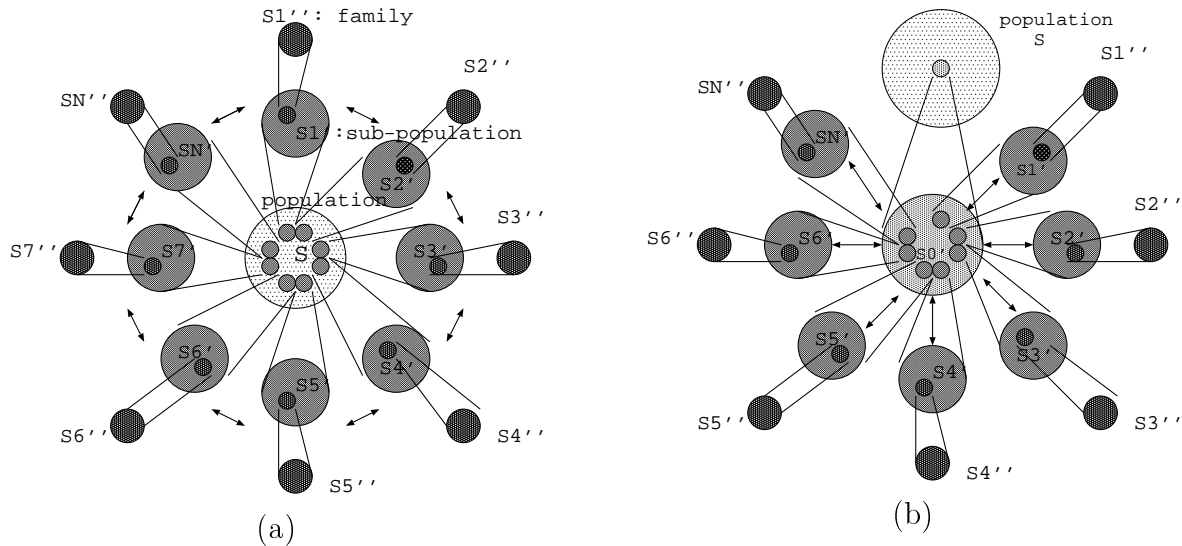 S1'': family
S2''
SN''
S1':sub-population
SN'
S2'
population
S3''
S7''
S7'
S
S3'
S6'
S4'
S5'
S6''
S4''
S5''
(a)
population
S
S1''
SN''
SN'
S1'
S2''
S6''
S6'
S0'
S2'
S5'
S3'
S4'
S5''
S3''
S4''
(b)